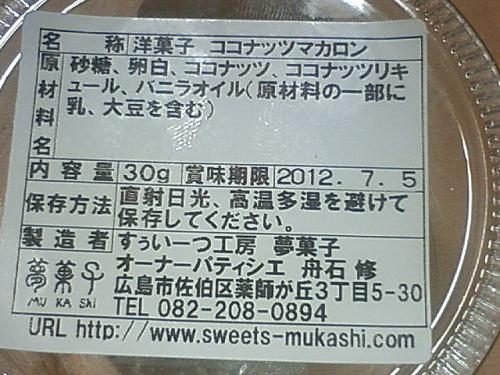 名 称 洋菓子 ココナッツマカロン
原材料名 砂糖、卵白、ココナッツ、ココナッツリキ
ュール、バニラオイル(原材料の一部に
乳、大豆を含む)
内容量 30g 賞味期限 2012. 7. 5
保存方法 直射日光、高温多湿を避けて
保存してください。
製造者 すぅいーつ工房 夢菓子
夢菓子 オーナーパティシエ 舟石 修
MU KA Shi 広島市佐伯区薬師が丘3丁目5-30
TEL 082-208-0894
URL http://www.sweets-mukashi.com